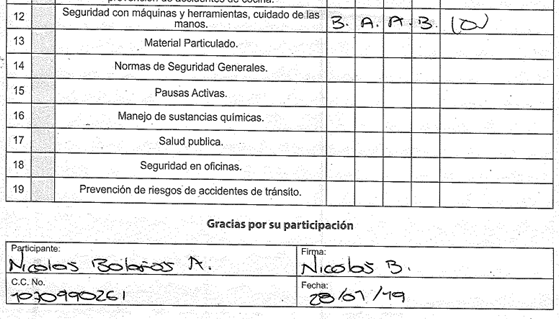 prevención de accidentes de cocina.
12 Seguridad con máquinas y herramientas, cuidado de las manos. B. A. A. B.
13 Material Particulado.
14 Normas de Seguridad Generales.
15 Pausas Activas.
16 Manejo de sustancias quimicas.
17 Salud publica.
18 Seguridad en oficinas.
19 Prevención de riesgos de accidentes de tránsito.
Gracias por su participación
Participante: Firma:
Nicolas Bolaños A. Nicolas B.
C.C. No. Fecha:
1070990261 28/01/19